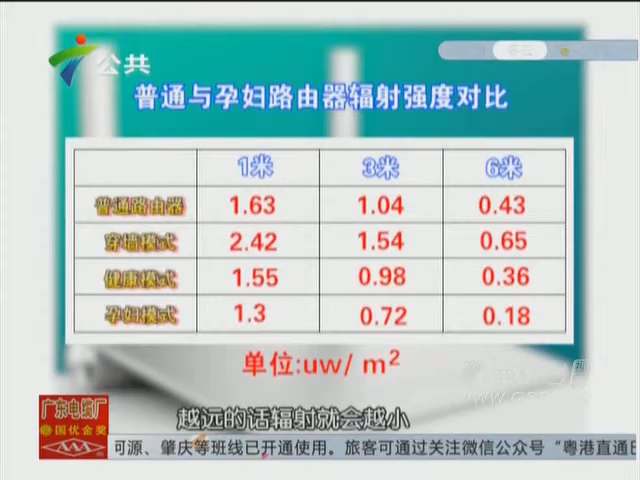 公共
普通与孕妇路由器辐射强度对比
1米 3米 6米
普通路由器 1.63 1.04 0.43
穿墙模式 2.42 1.54 0.65
健康模式 1.55 0.98 0.36
孕妇模式 1.3 0.72 0.18
单位:uw/ m²
越远的话辐射就会越小
广东电缆厂
国优金奖
可源、肇庆等班线已开通使用。旅客可通过关注微信公众号“粤港直通巴